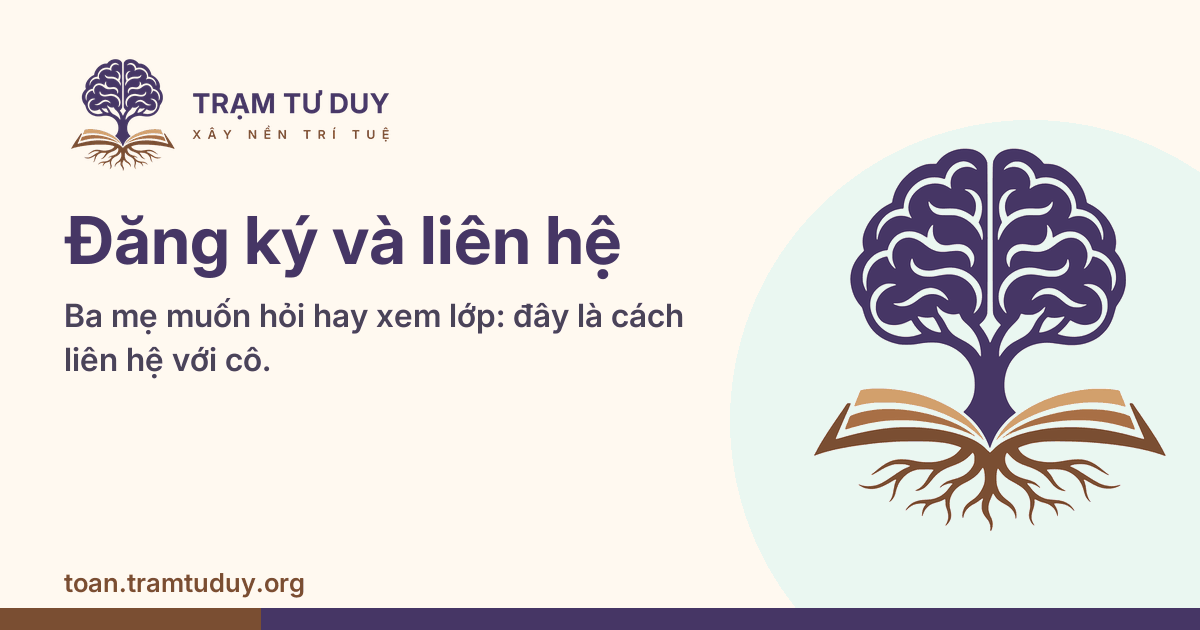 TRẠM TƯ DUY
XÂY NỀN TRÍ TUỆ
Đăng ký và liên hệ
Ba mẹ muốn hỏi hay xem lớp: đây là cách
liên hệ với cô.
toan.tramtuduy.org